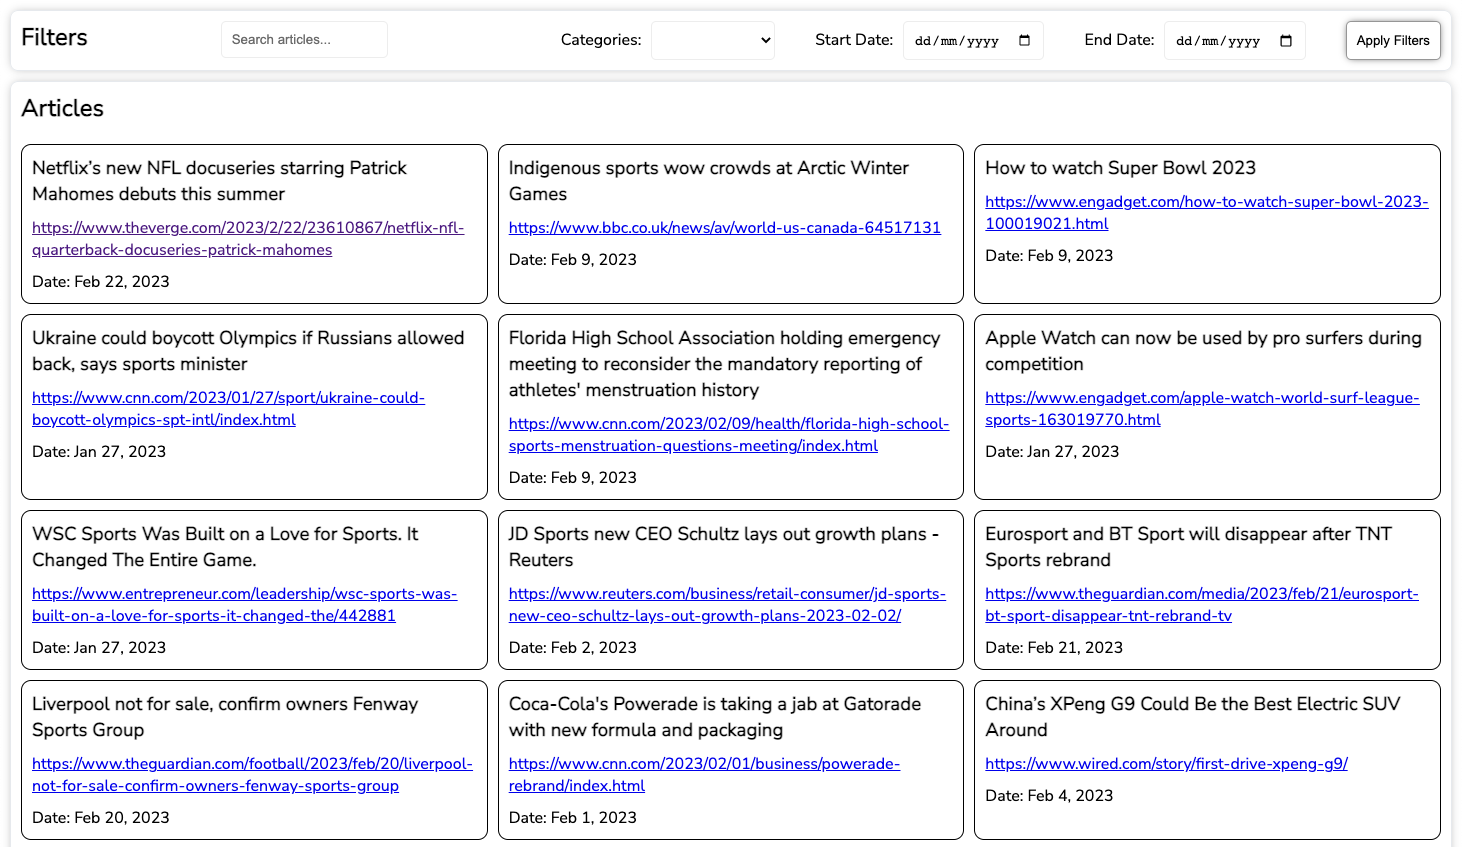 Filters
Search articles...
Categories:
Start Date:
dd/mm/yyyy
End Date:
dd/mm/yyyy
Apply Filters
Articles
Netflix’s new NFL docuseries starring Patrick
Mahomes debuts this summer
https://www.theverge.com/2023/2/22/23610867/netflix-nfl-
quarterback-docuseries-patrick-mahomes
Date: Feb 22, 2023
Indigenous sports wow crowds at Arctic Winter
Games
https://www.bbc.co.uk/news/av/world-us-canada-64517131
Date: Feb 9, 2023
How to watch Super Bowl 2023
https://www.engadget.com/how-to-watch-super-bowl-2023-
100019021.html
Date: Feb 9, 2023
Ukraine could boycott Olympics if Russians allowed
back, says sports minister
https://www.cnn.com/2023/01/27/sport/ukraine-could-
boycott-olympics-spt-intl/index.html
Date: Jan 27, 2023
Florida High School Association holding emergency
meeting to reconsider the mandatory reporting of
athletes' menstruation history
https://www.cnn.com/2023/02/09/health/florida-high-school-
sports-menstruation-questions-meeting/index.html
Date: Feb 9, 2023
Apple Watch can now be used by pro surfers during
competition
https://www.engadget.com/apple-watch-world-surf-league-
sports-163019770.html
Date: Jan 27, 2023
WSC Sports Was Built on a Love for Sports. It
Changed The Entire Game.
https://www.entrepreneur.com/leadership/wsc-sports-was-
built-on-a-love-for-sports-it-changed-the/442881
Date: Jan 27, 2023
JD Sports new CEO Schultz lays out growth plans -
Reuters
https://www.reuters.com/business/retail-consumer/jd-sports-
new-ceo-schultz-lays-out-growth-plans-2023-02-02/
Date: Feb 2, 2023
Eurosport and BT Sport will disappear after TNT
Sports rebrand
https://www.theguardian.com/media/2023/feb/21/eurosport-
bt-sport-disappear-tnt-rebrand-tv
Date: Feb 21, 2023
Liverpool not for sale, confirm owners Fenway
Sports Group
https://www.theguardian.com/football/2023/feb/20/liverpool-
not-for-sale-confirm-owners-fenway-sports-group
Date: Feb 20, 2023
Coca-Cola's Powerade is taking a jab at Gatorade
with new formula and packaging
https://www.cnn.com/2023/02/01/business/powerade-
rebrand/index.html
Date: Feb 1, 2023
China’s XPeng G9 Could Be the Best Electric SUV
Around
https://www.wired.com/story/first-drive-xpeng-g9/
Date: Feb 4, 2023